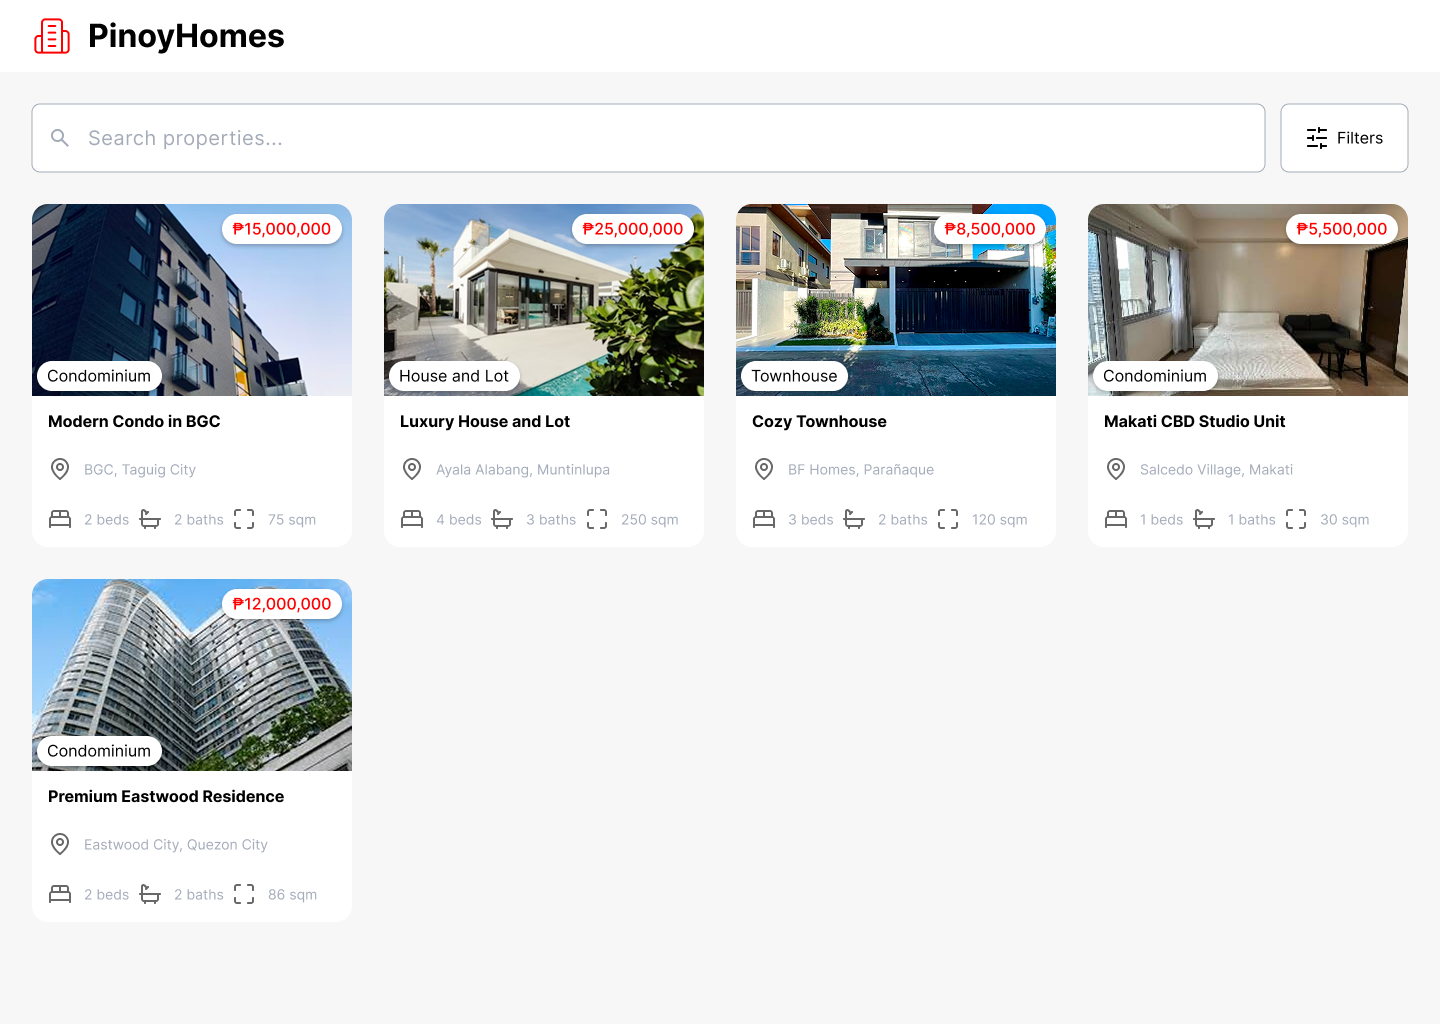 PinoyHomes
Search properties...
Filters
₱15,000,000
Condominium
Modern Condo in BGC
BGC, Taguig City
2 beds 2 baths 75 sqm
₱25,000,000
House and Lot
Luxury House and Lot
Ayala Alabang, Muntinlupa
4 beds 3 baths 250 sqm
₱8,500,000
Townhouse
Cozy Townhouse
BF Homes, Parañaque
3 beds 2 baths 120 sqm
₱5,500,000
Condominium
Makati CBD Studio Unit
Salcedo Village, Makati
1 beds 1 baths 30 sqm
₱12,000,000
Condominium
Premium Eastwood Residence
Eastwood City, Quezon City
2 beds 2 baths 86 sqm